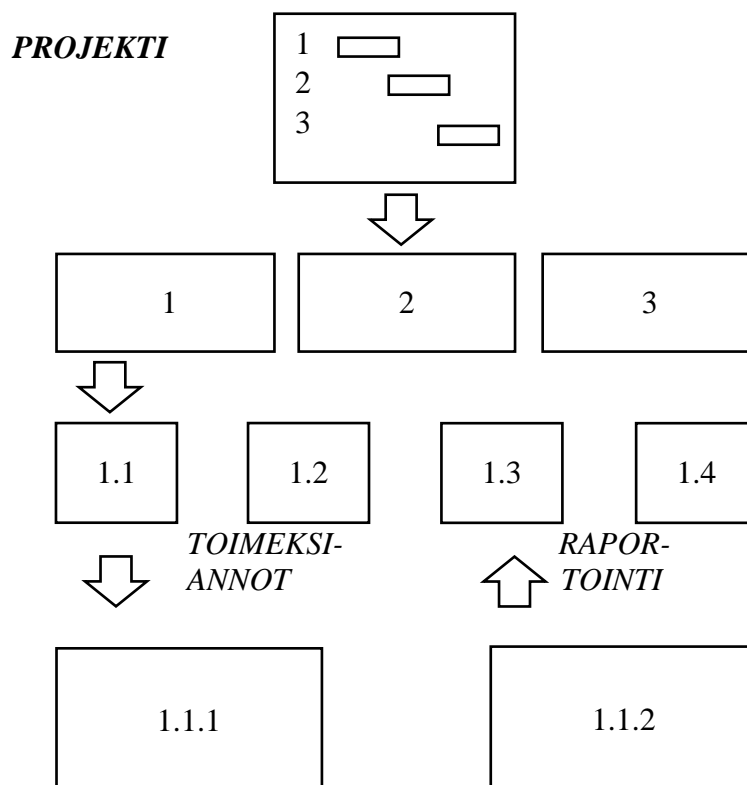 PROJEKTI
1
2
3
1
2
3
1.1
1.2
1.3
1.4
TOIMEKSI-
ANNOT
RAPOR-
TOINTI
1.1.1
1.1.2